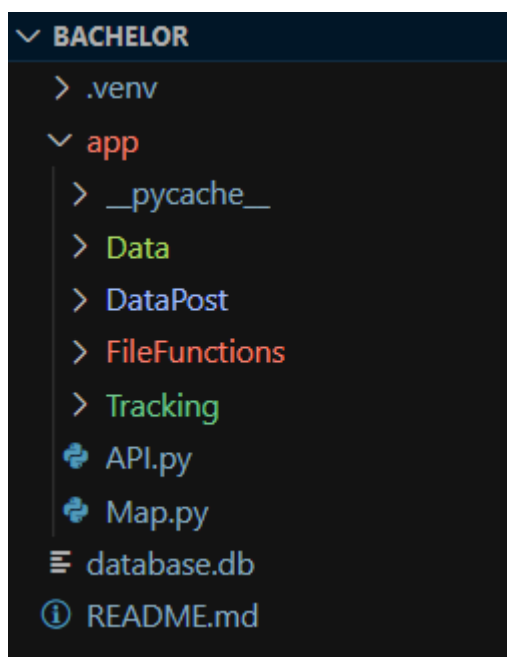 BACHELOR
.venv
app
__pycache__
Data
DataPost
FileFunctions
Tracking
API.py
Map.py
database.db
README.md